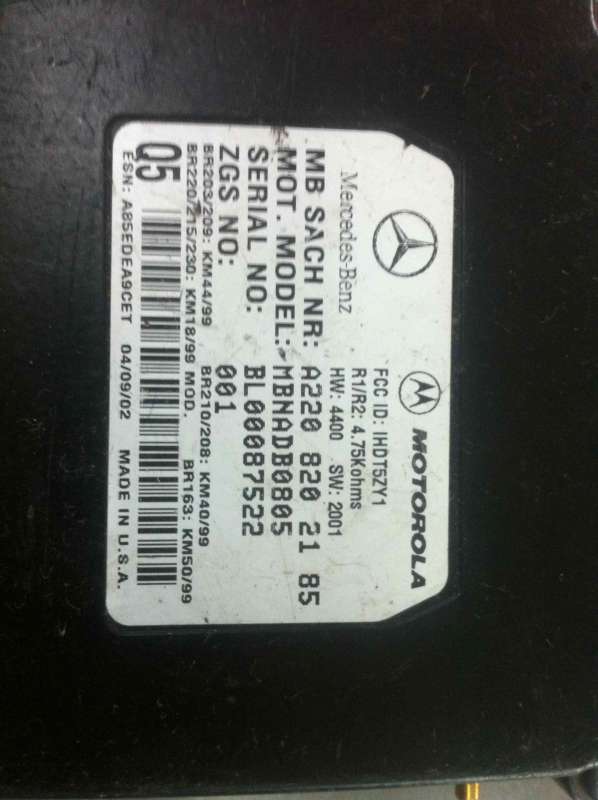 Mercedes-Benz
MOTOROLA
FCC ID: IHDT5ZY1
R1/R2: 4.75Kohms
HW: 4400 SW: 2001
MB SACH NR: A220 820 21 85
MOT. MODEL: MBNADB0805
SERIAL NO: BL00087522
ZGS NO: 001
BR203/209: KM44/99 BR210/208: KM40/99
BR220/215/230: KM18/99 MOD. BR163: KM50/99
Q5
ESN: A85EDEA9CET 04/09/02 MADE IN U.S.A.